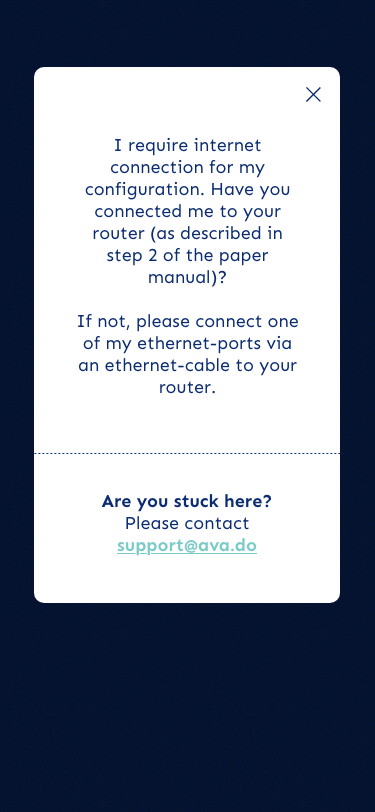 I require internet
connection for my
configuration. Have you
connected me to your
router (as described in
step 2 of the paper
manual)?
If not, please connect one
of my ethernet-ports via
an ethernet-cable to your
router.
Are you stuck here?
Please contact
support@ava.do